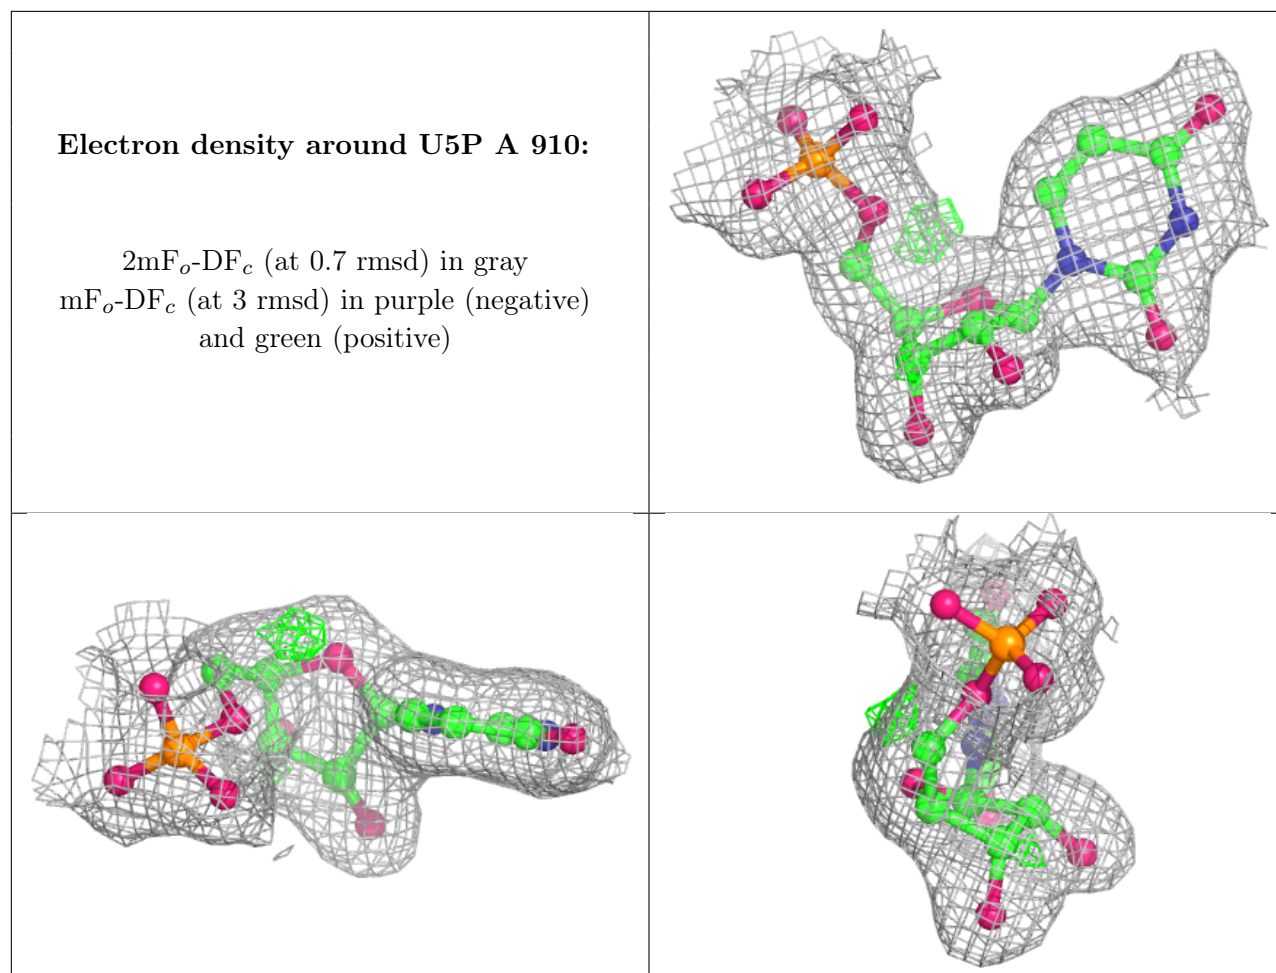 Electron density around U5P A 910:
2mFo-DFc (at 0.7 rmsd) in gray
mFo-DFc (at 3 rmsd) in purple (negative)
and green (positive)